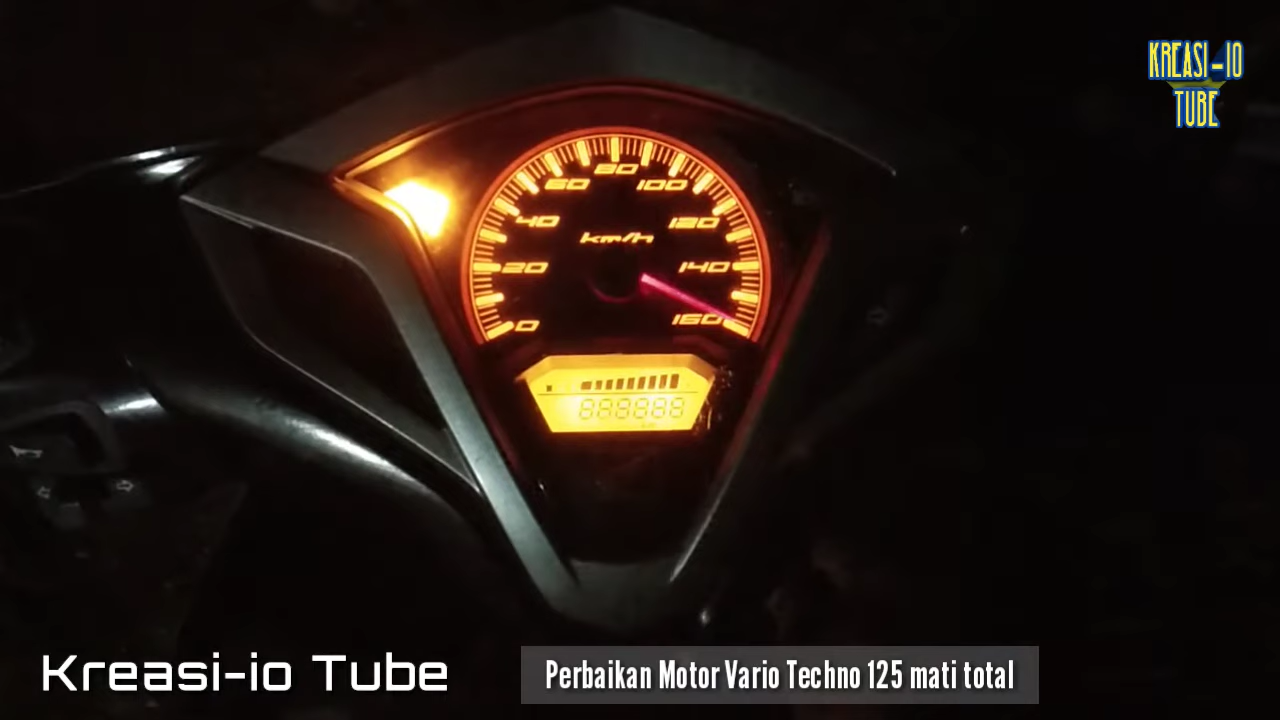 KREASI-IO
TUBE
80
60
100
40
120
km/h
20
140
0
160
888888
Kreasi-io Tube
Perbaikan Motor Vario Techno 125 mati total